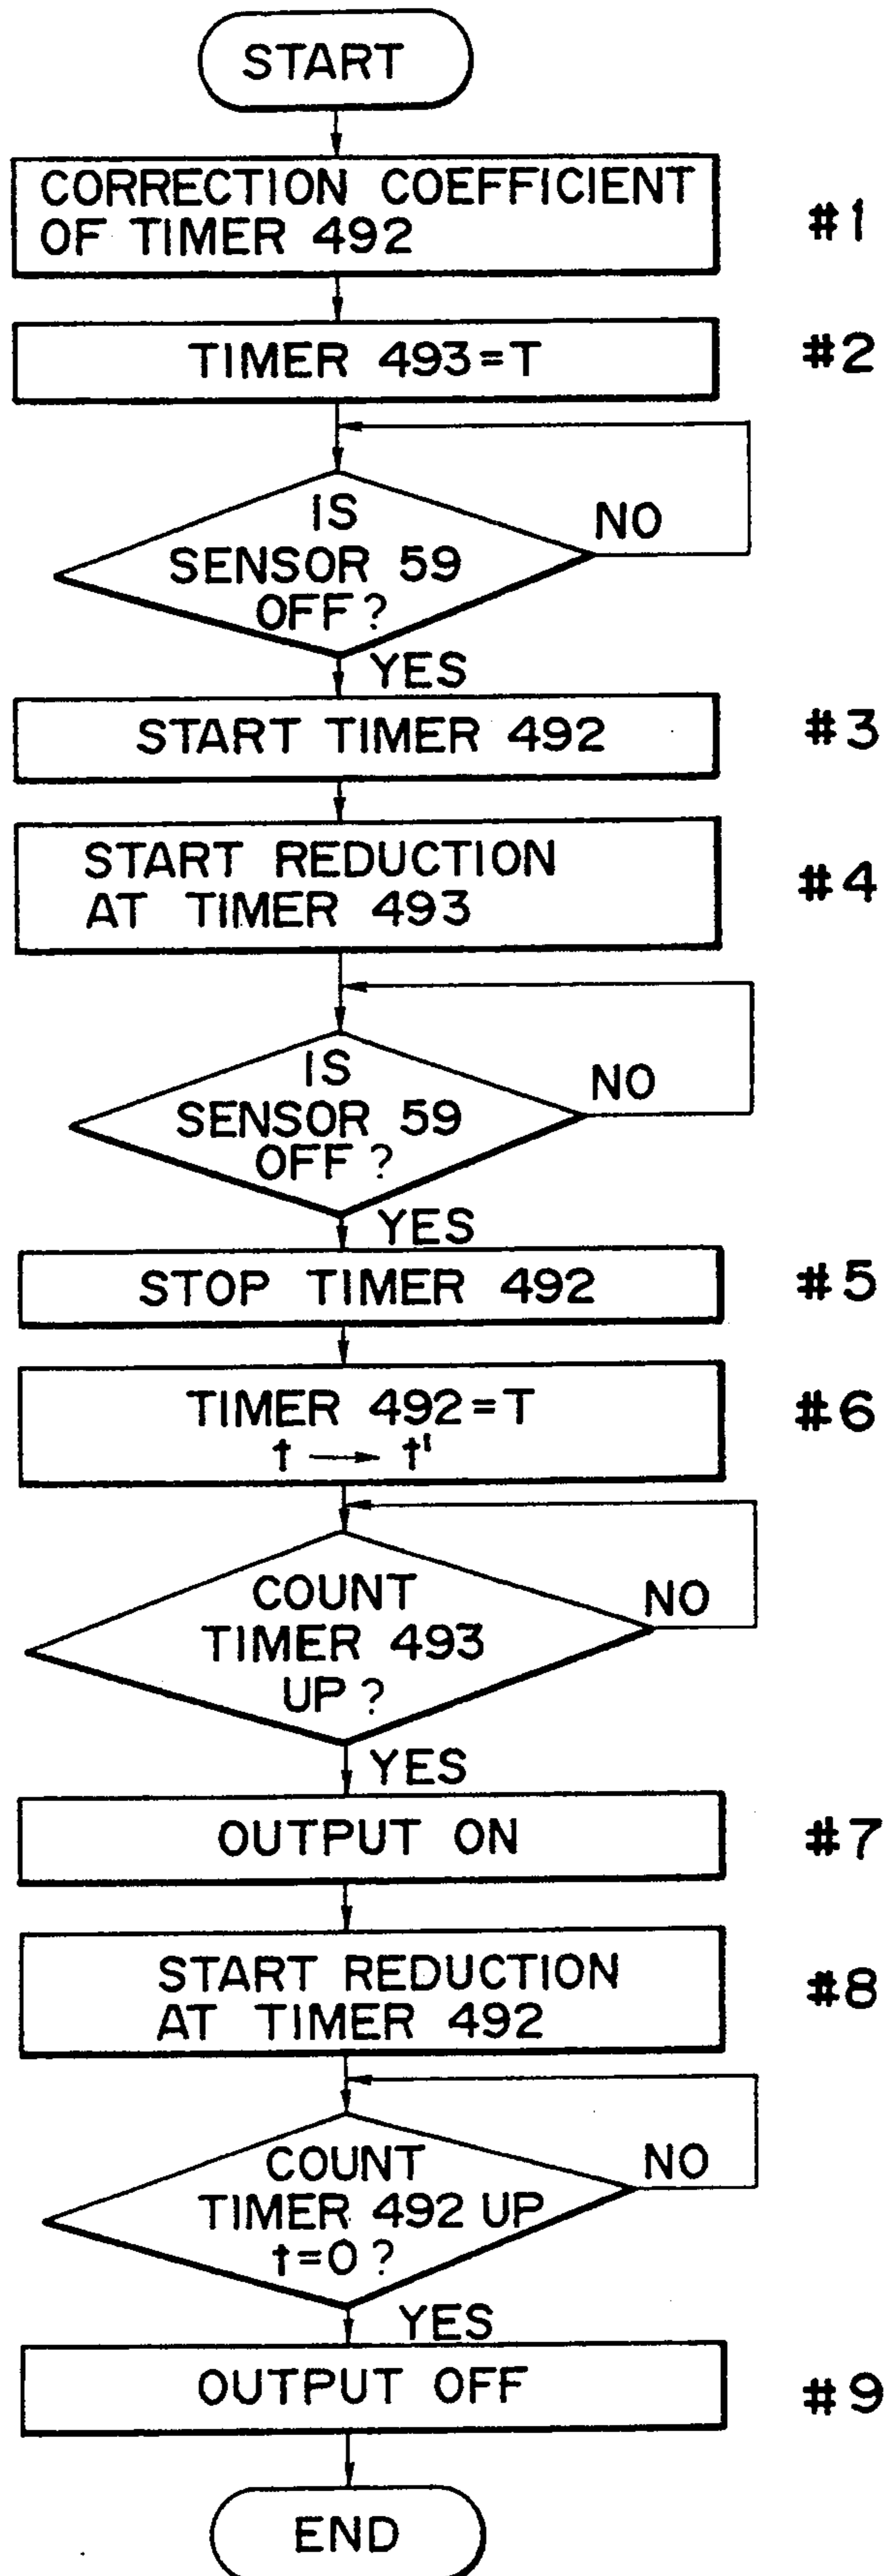 START
CORRECTION COEFFICIENT
OF TIMER 492
#1
TIMER 493=T
#2
IS
SENSOR 59
OFF?
NO
YES
START TIMER 492
#3
START REDUCTION
AT TIMER 493
#4
IS
SENSOR 59
OFF?
NO
YES
STOP TIMER 492
#5
TIMER 492=T
t → t'
#6
COUNT
TIMER 493
UP?
NO
YES
OUTPUT ON
#7
START REDUCTION
AT TIMER 492
#8
COUNT
TIMER 492 UP
t=0?
NO
YES
OUTPUT OFF
#9
END